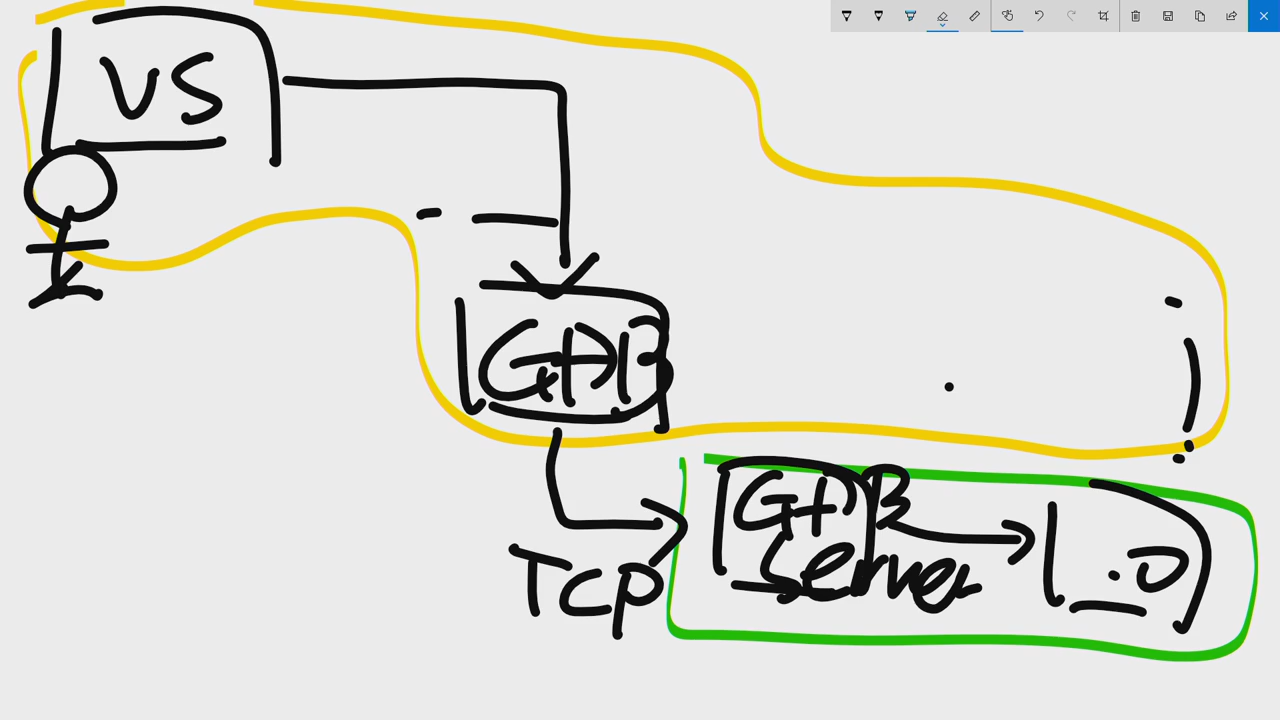 VS
GDB
GDB
Server
TCP
.o